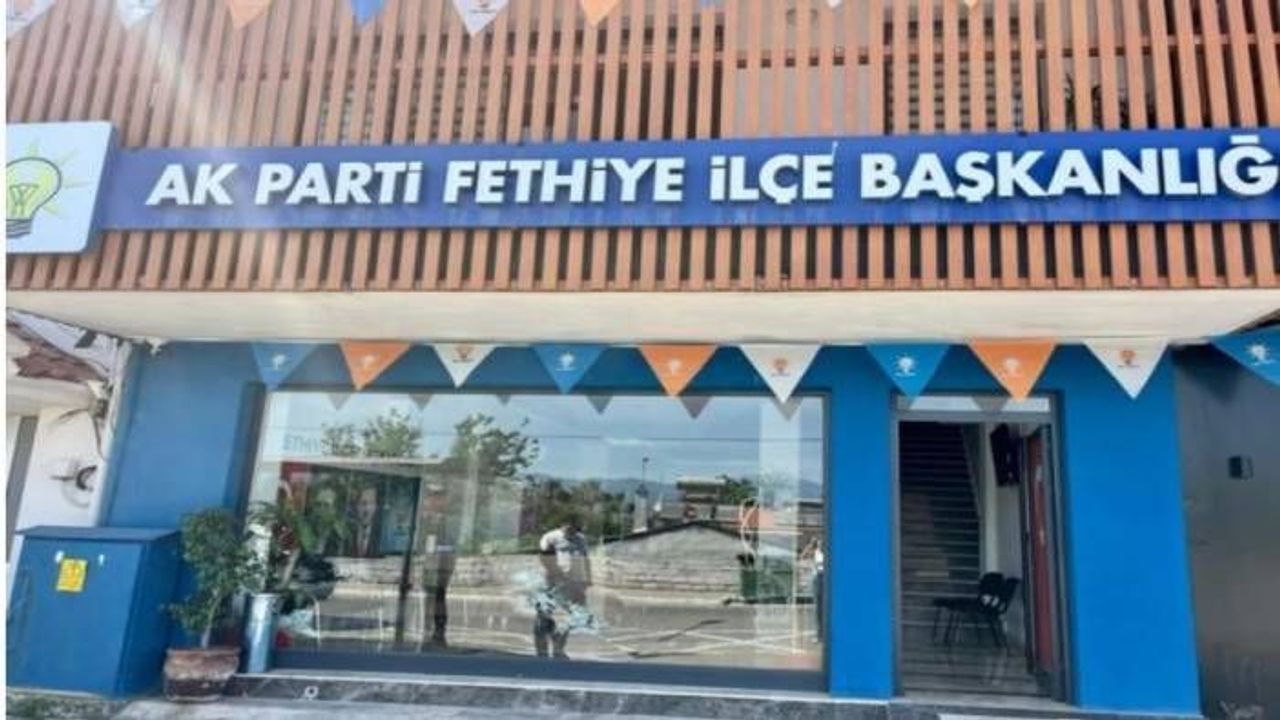 AK PARTİ FETHİYE İLÇE BAŞKANLIĞ